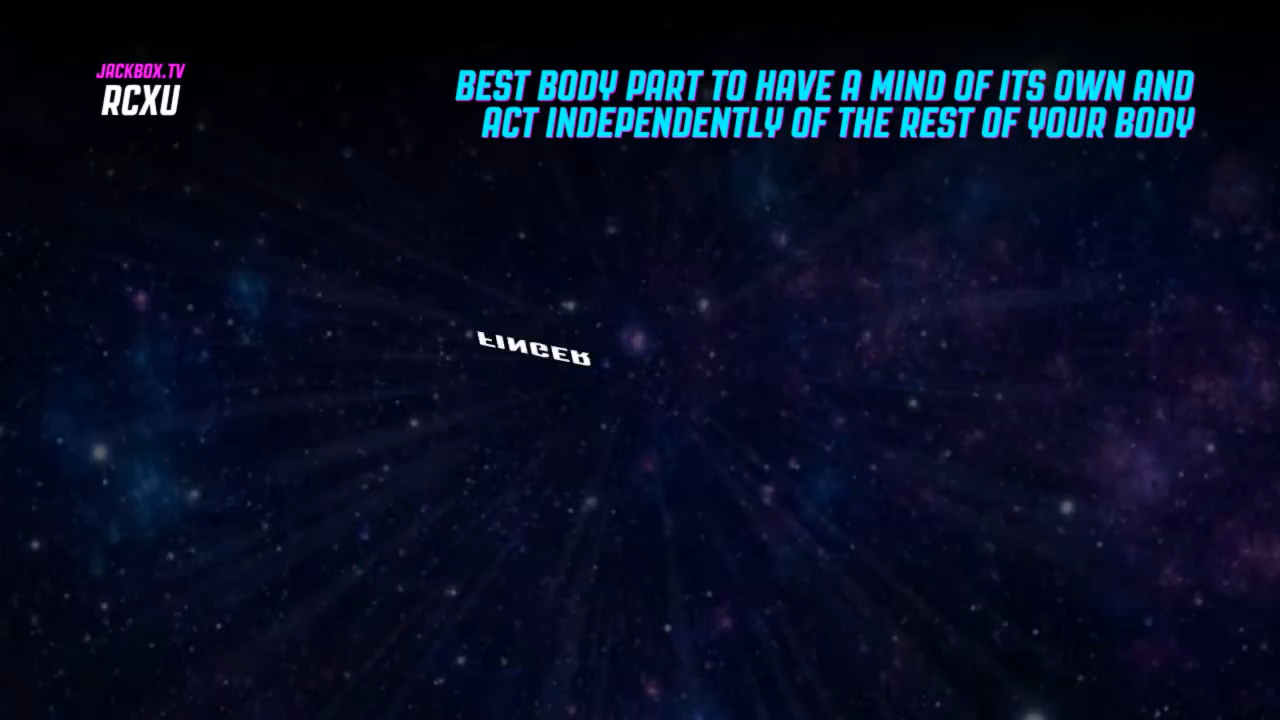 JACKBOX.TV
RCXU
BEST BODY PART TO HAVE A MIND OF ITS OWN AND
ACT INDEPENDENTLY OF THE REST OF YOUR BODY
FINGER